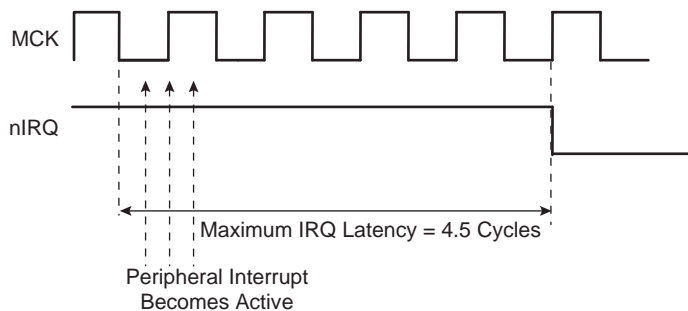 MCK
nIRQ
Maximum IRQ Latency = 4.5 Cycles
Peripheral Interrupt
Becomes Active